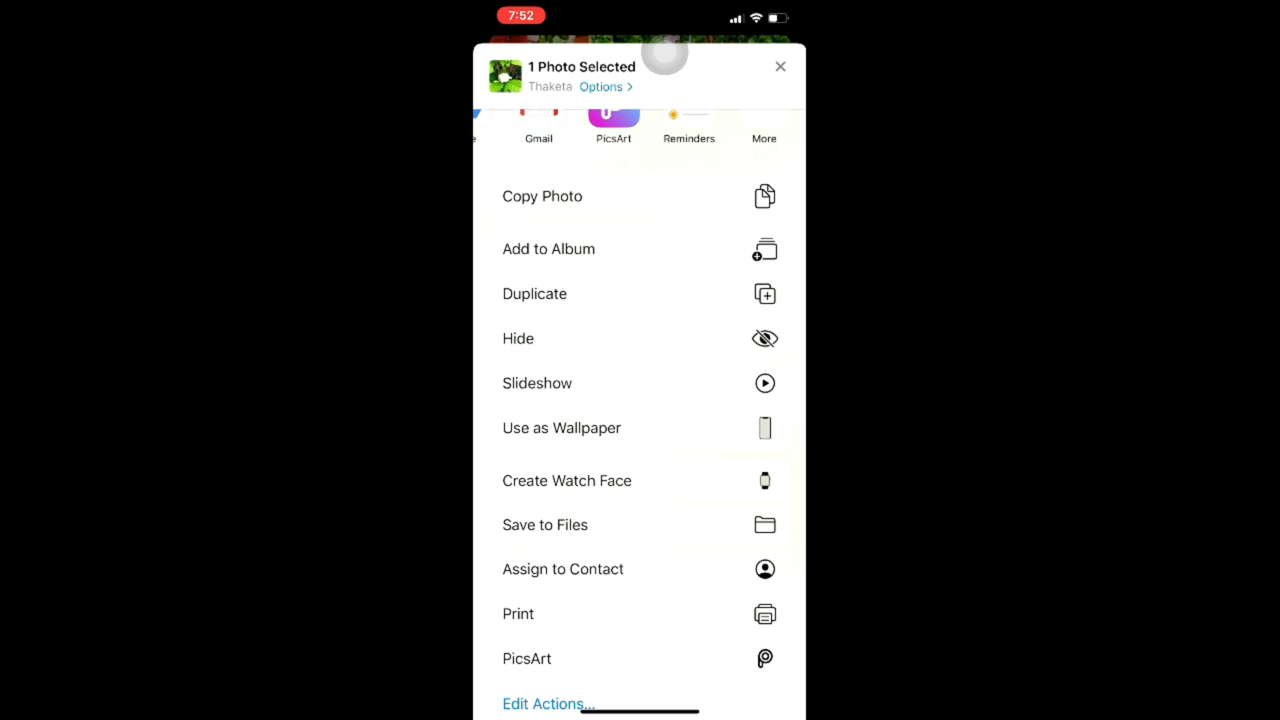 7:52
1 Photo Selected
Thaketa Options >
Gmail PicsArt Reminders More
Copy Photo
Add to Album
Duplicate
Hide
Slideshow
Use as Wallpaper
Create Watch Face
Save to Files
Assign to Contact
Print
PicsArt
Edit Actions...